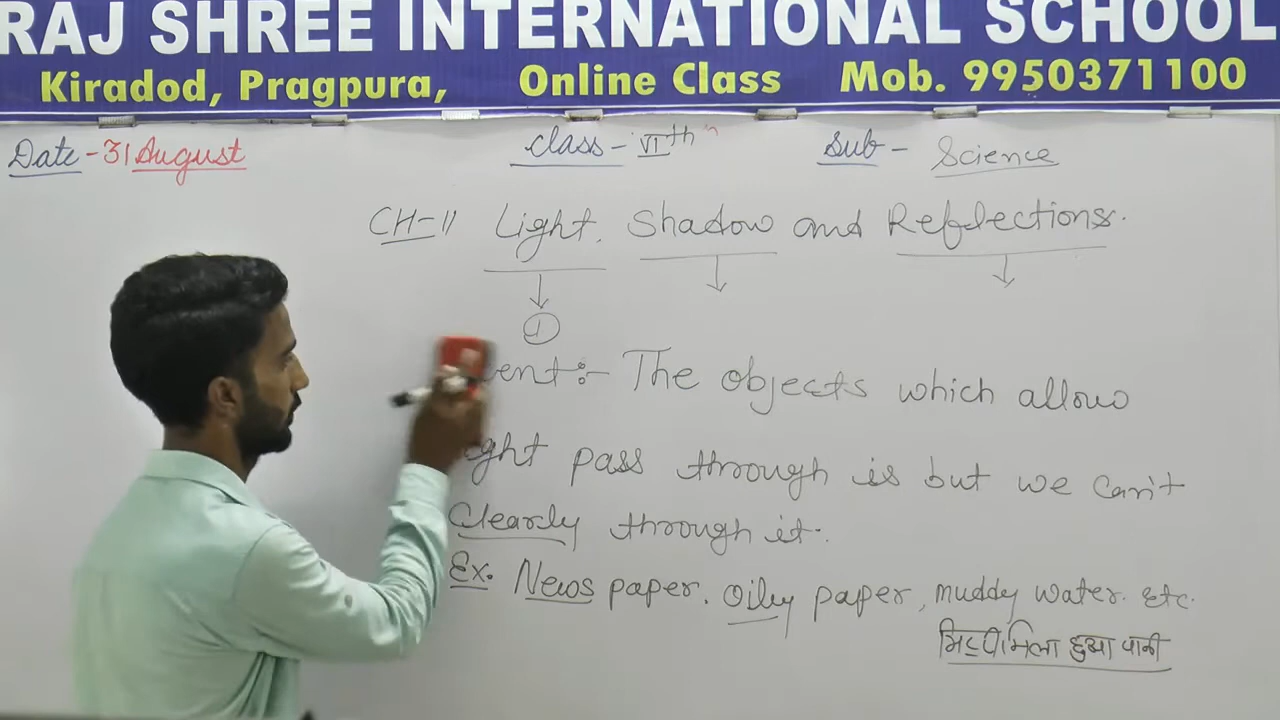 RAJ SHREE INTERNATIONAL SCHOOL
Kiradod, Pragpura, Online Class Mob. 9950371100
Date - 31 August Class - VIth Sub - Science
CH-11 Light, Shadow and Reflections.
1
ent:- The objects which allow
ght pass through is but we can't
Clearly through it.
Ex. News paper, Oily paper, muddy water. Etc.
मिट्टी मिला हुआ पानी